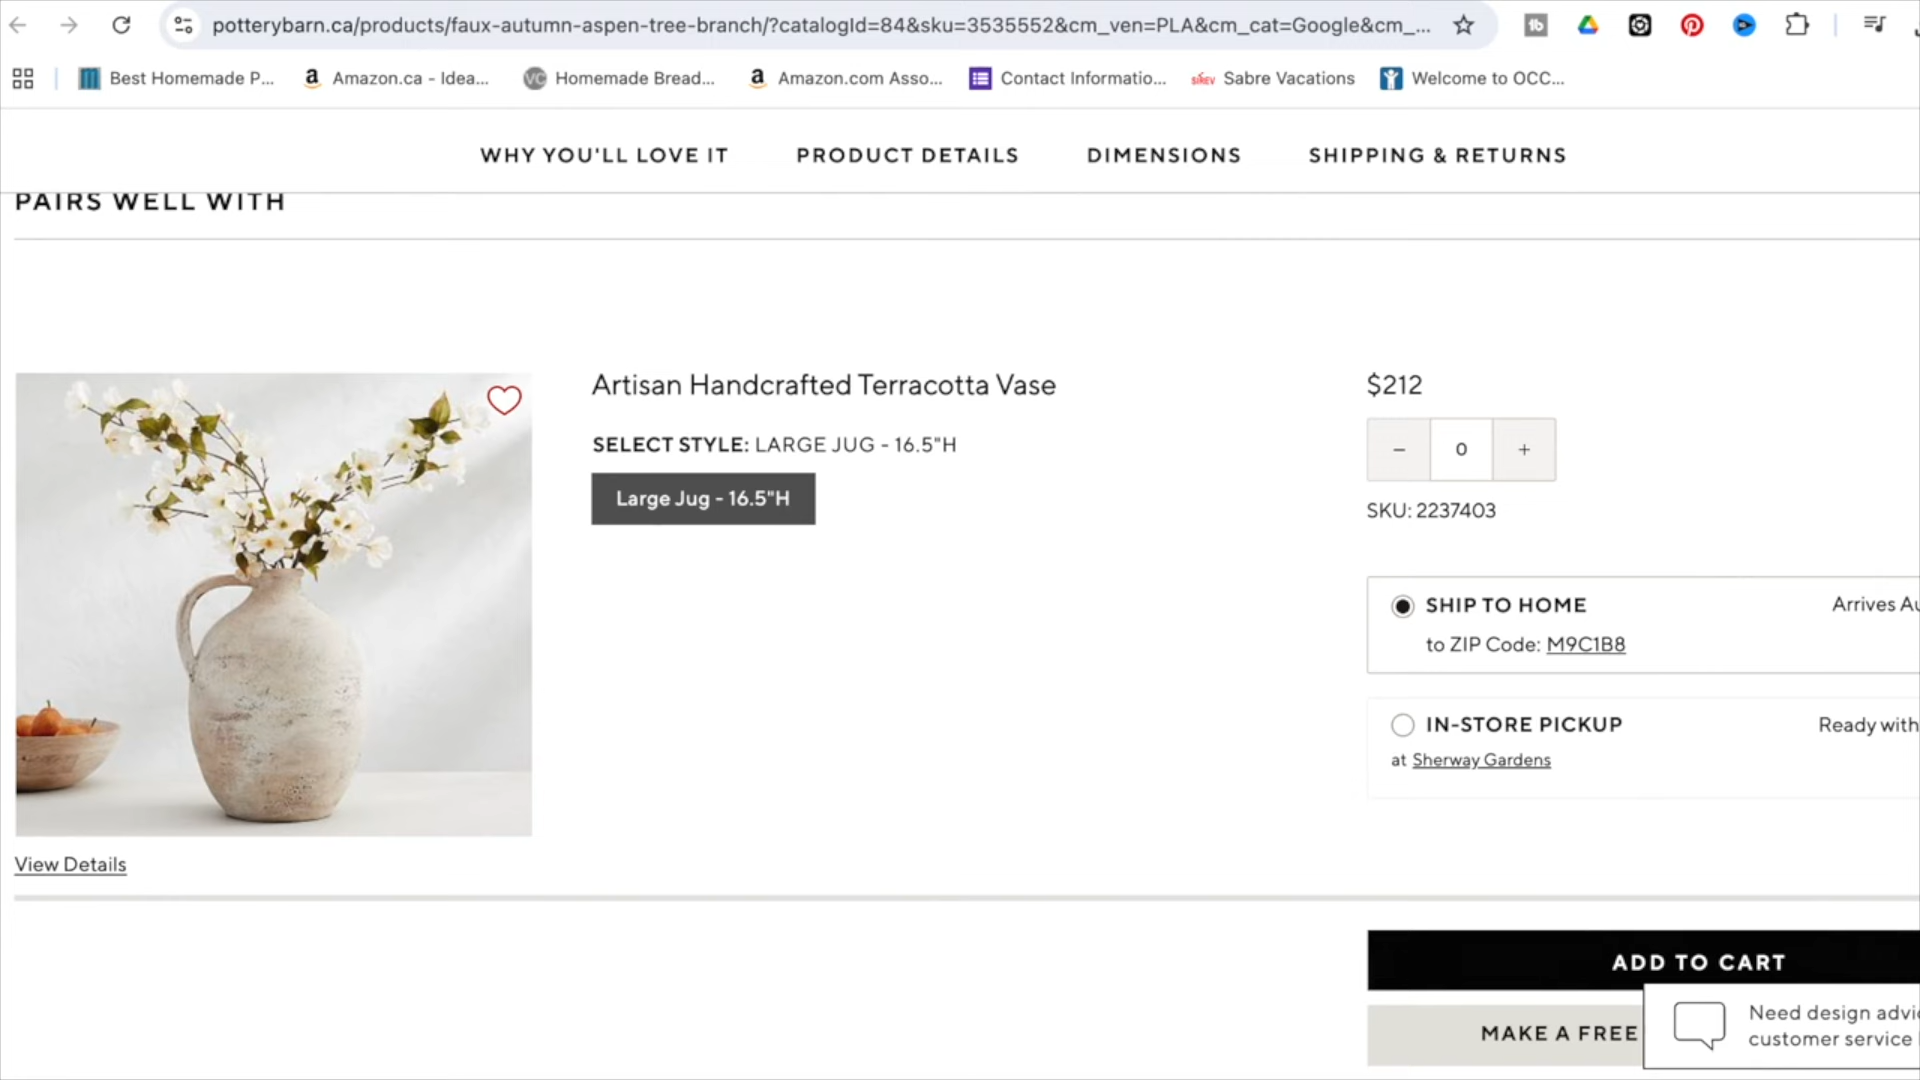 potterybarn.ca/products/faux-autumn-aspen-tree-branch/?catalogId=84&sku=3535552&cm_ven=PLA&cm_cat=Google&cm_...
Best Homemade P... Amazon.ca - Idea... Homemade Bread... Amazon.com Asso... Contact Informatio... Sabre Vacations Welcome to OCC...
WHY YOU'LL LOVE IT PRODUCT DETAILS DIMENSIONS SHIPPING & RETURNS
PAIRS WELL WITH
Artisan Handcrafted Terracotta Vase
$212
SELECT STYLE: LARGE JUG - 16.5"H
− 0 +
Large Jug - 16.5"H
SKU: 2237403
SHIP TO HOME Arrives Au
to ZIP Code: M9C1B8
IN-STORE PICKUP Ready with
at Sherway Gardens
View Details
ADD TO CART
MAKE A FREE
Need design advi
customer service